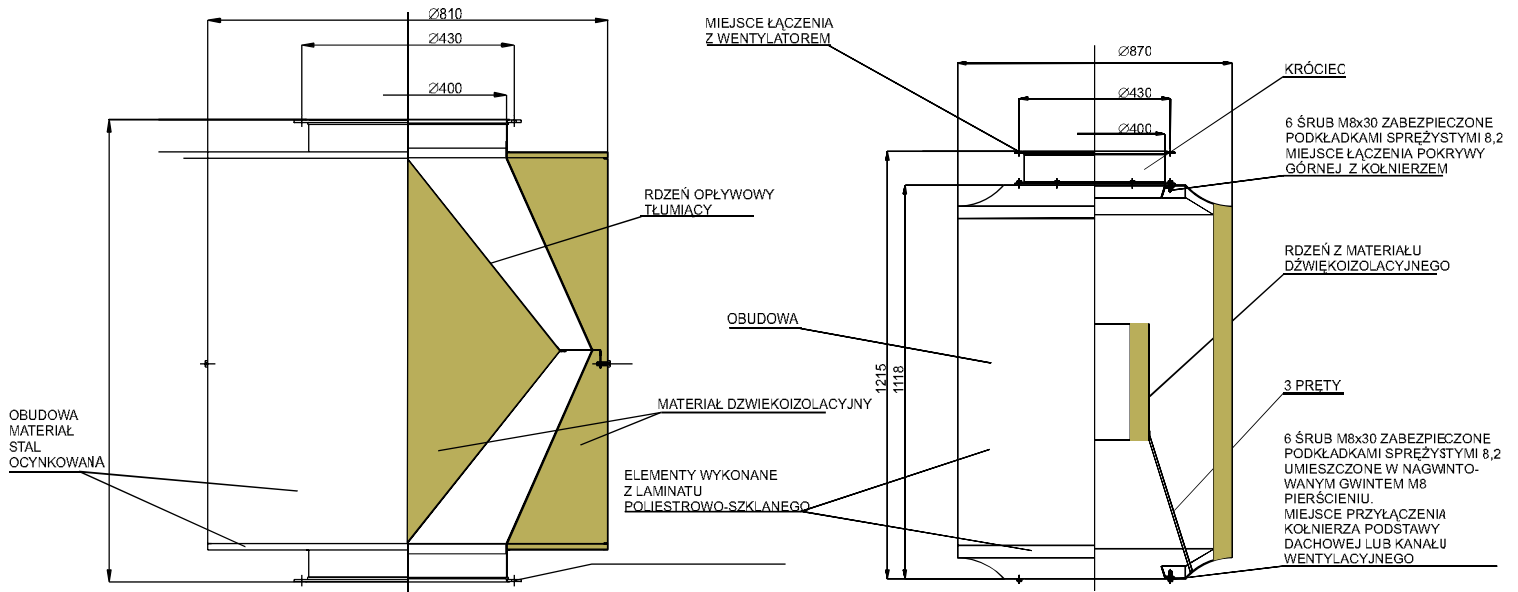 Ø810
Ø430
Ø400
RDZEŃ OPŁYWOWY
TŁUMIĄCY
MATERIAŁ DZWIEKOIZOLACYJNY
OBUDOWA
MATERIAŁ
STAL
OCYNKOWANA
ELEMENTY WYKONANE
Z LAMINATU
POLIESTROWO-SZKLANEGO
MIEJSCE ŁĄCZENIA
Z WENTYLATOREM
Ø870
Ø430
Ø400
KRÓCIEC
6 ŚRUB M8x30 ZABEZPIECZONE
PODKŁADKAMI SPRĘŻYSTYMI 8,2
MIEJSCE ŁĄCZENIA POKRYWY
GÓRNEJ Z KOŁNIERZEM
RDZEŃ Z MATERIAŁU
DŹWIĘKOIZOLACYJNEGO
OBUDOWA
1215
1118
3 PRĘTY
6 ŚRUB M8x30 ZABEZPIECZONE
PODKŁADKAMI SPRĘŻYSTYMI 8,2
UMIESZCZONE W NAGWINTO-
WANYM GWINTEM M8
PIERŚCIENIU.
MIEJSCE PRZYŁĄCZENIA
KOŁNIERZA PODSTAWY
DACHOWEJ LUB KANAŁU
WENTYLACYJNEGO